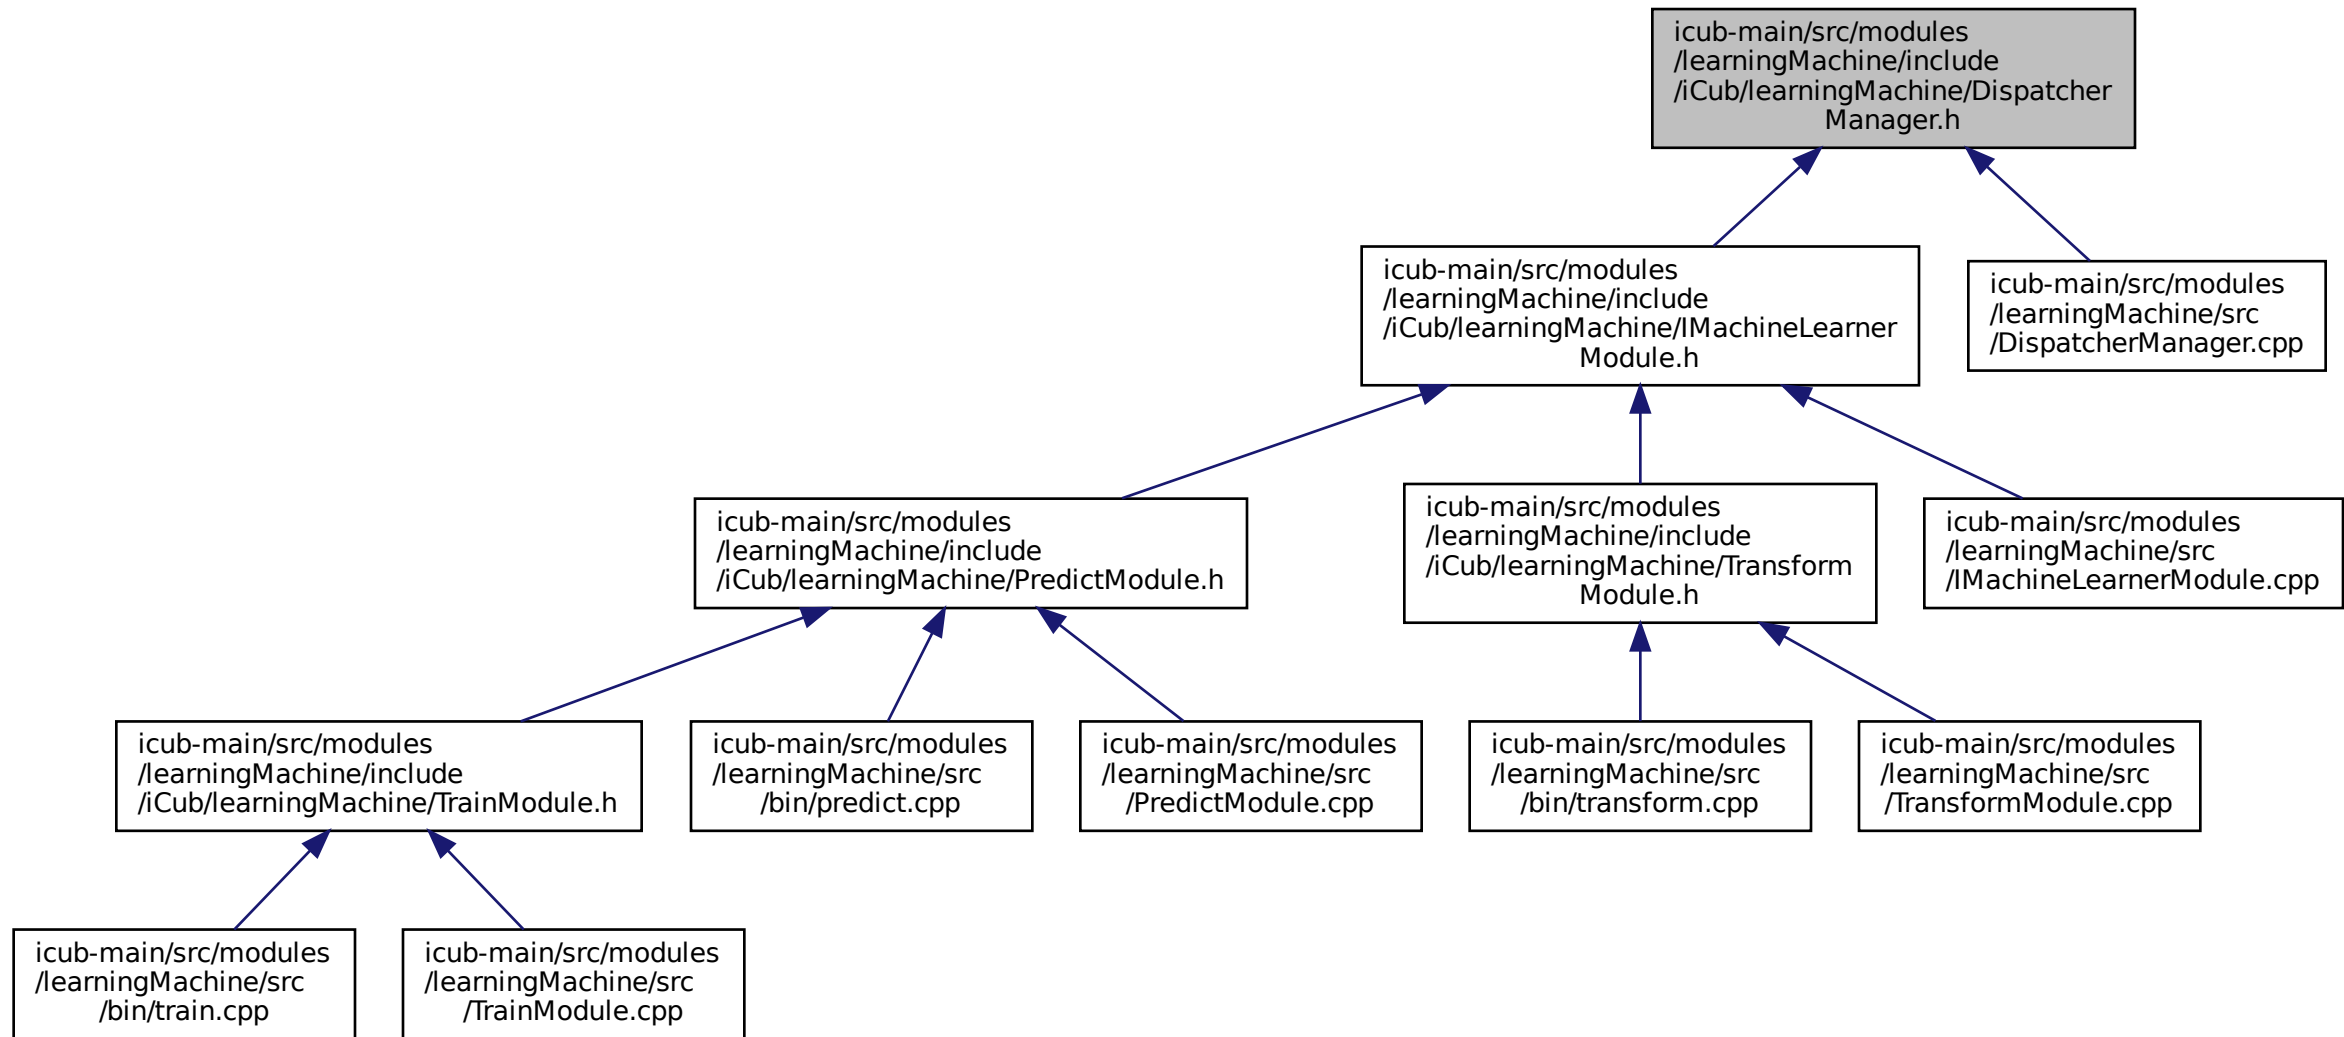 icub-main/src/modules
/learningMachine/include
/iCub/learningMachine/Dispatcher
Manager.h
icub-main/src/modules
/learningMachine/include
/iCub/learningMachine/IMachineLearner
Module.h
icub-main/src/modules
/learningMachine/src
/DispatcherManager.cpp
icub-main/src/modules
/learningMachine/include
/iCub/learningMachine/PredictModule.h
icub-main/src/modules
/learningMachine/include
/iCub/learningMachine/Transform
Module.h
icub-main/src/modules
/learningMachine/src
/IMachineLearnerModule.cpp
icub-main/src/modules
/learningMachine/include
/iCub/learningMachine/TrainModule.h
icub-main/src/modules
/learningMachine/src
/bin/predict.cpp
icub-main/src/modules
/learningMachine/src
/PredictModule.cpp
icub-main/src/modules
/learningMachine/src
/bin/transform.cpp
icub-main/src/modules
/learningMachine/src
/TransformModule.cpp
icub-main/src/modules
/learningMachine/src
/bin/train.cpp
icub-main/src/modules
/learningMachine/src
/TrainModule.cpp